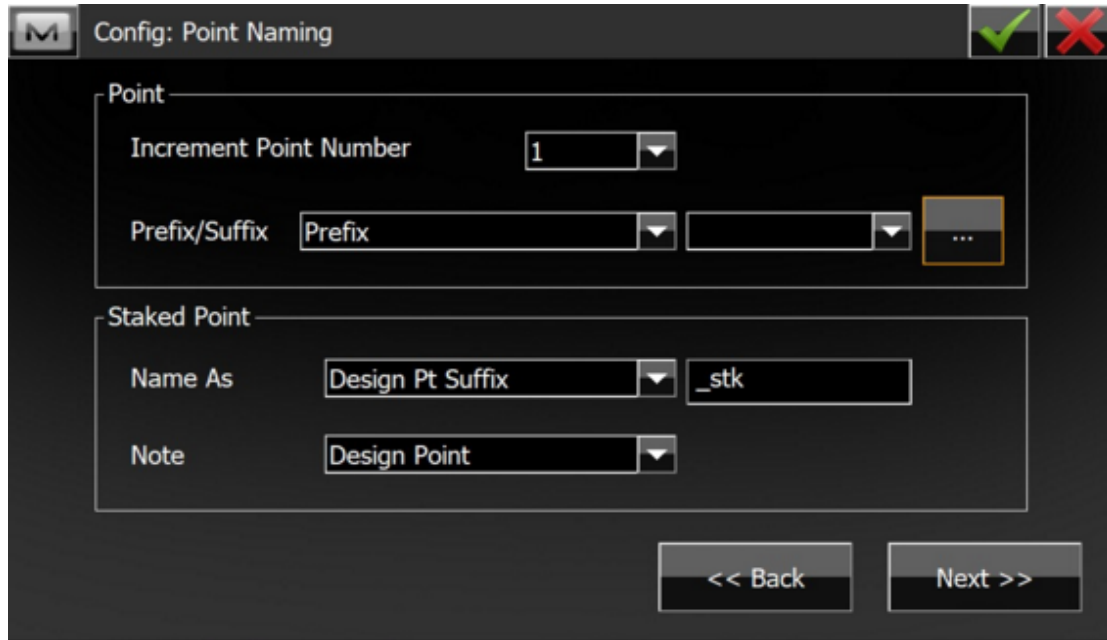 M Config: Point Naming
Point
Increment Point Number 1
Prefix/Suffix Prefix ...
Staked Point
Name As Design Pt Suffix _stk
Note Design Point
<< Back Next >>